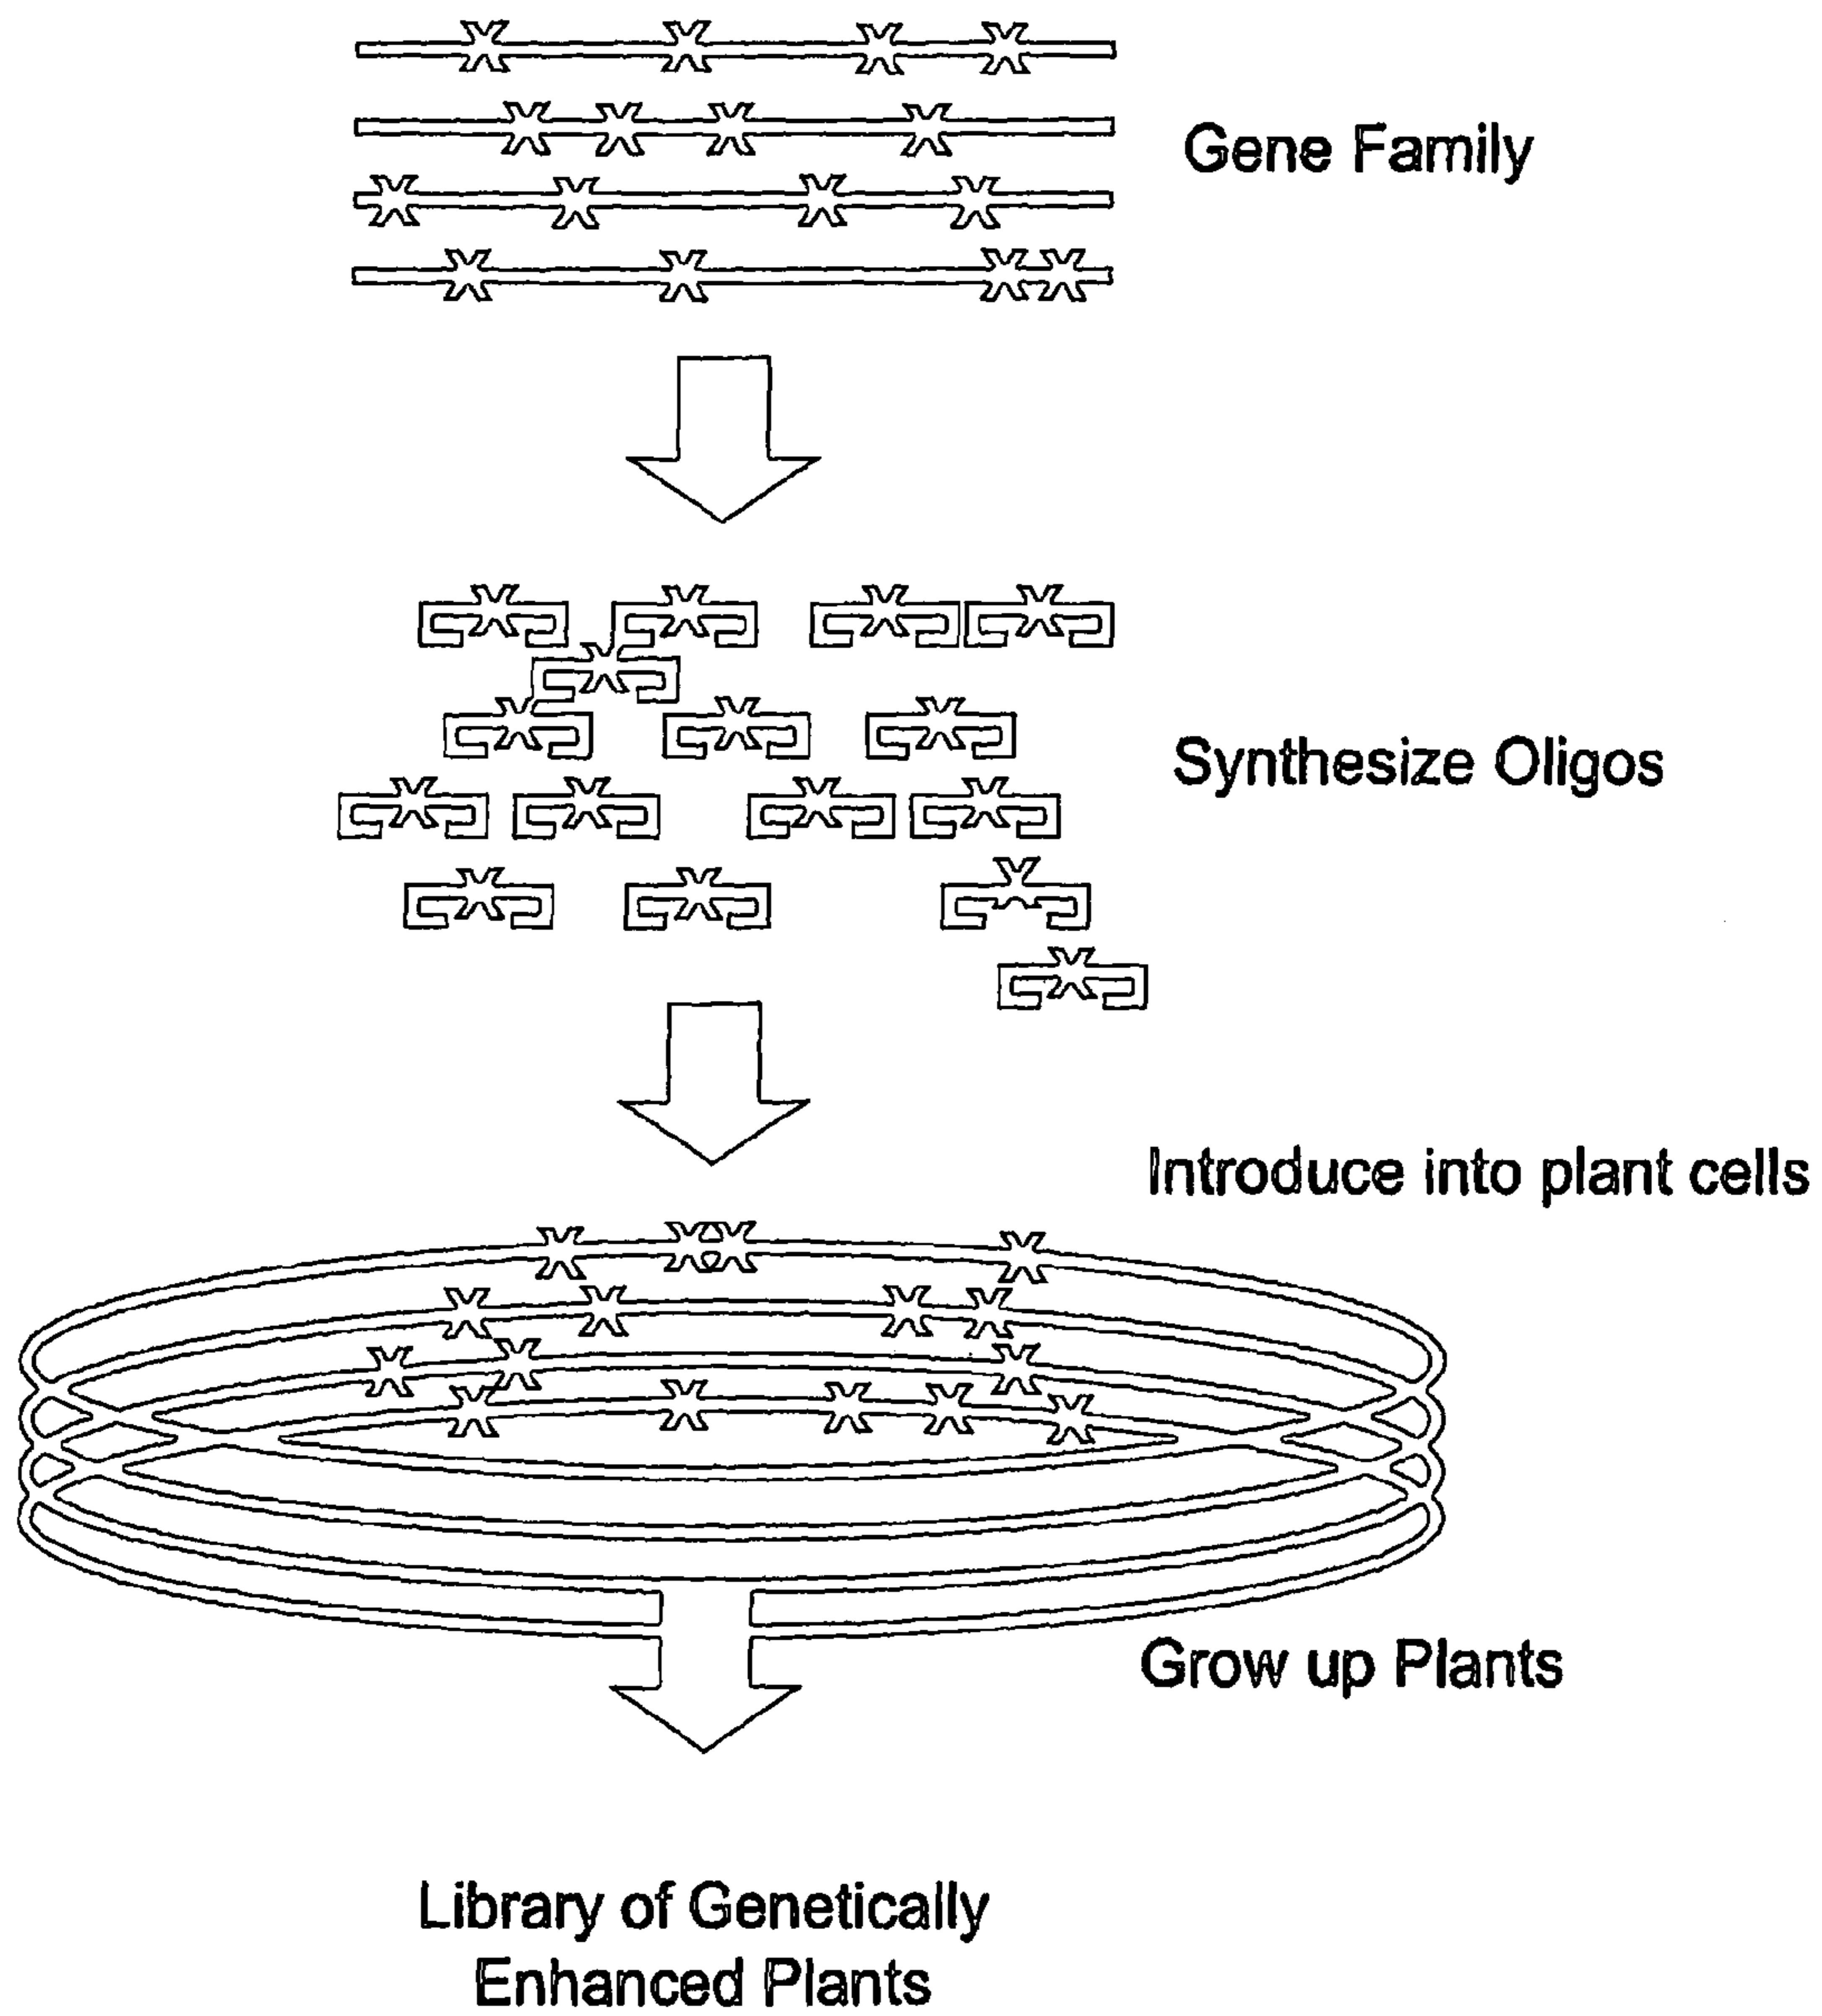 Gene Family
Synthesize Oligos
Introduce into plant cells
Grow up Plants
Library of Genetically
Enhanced Plants